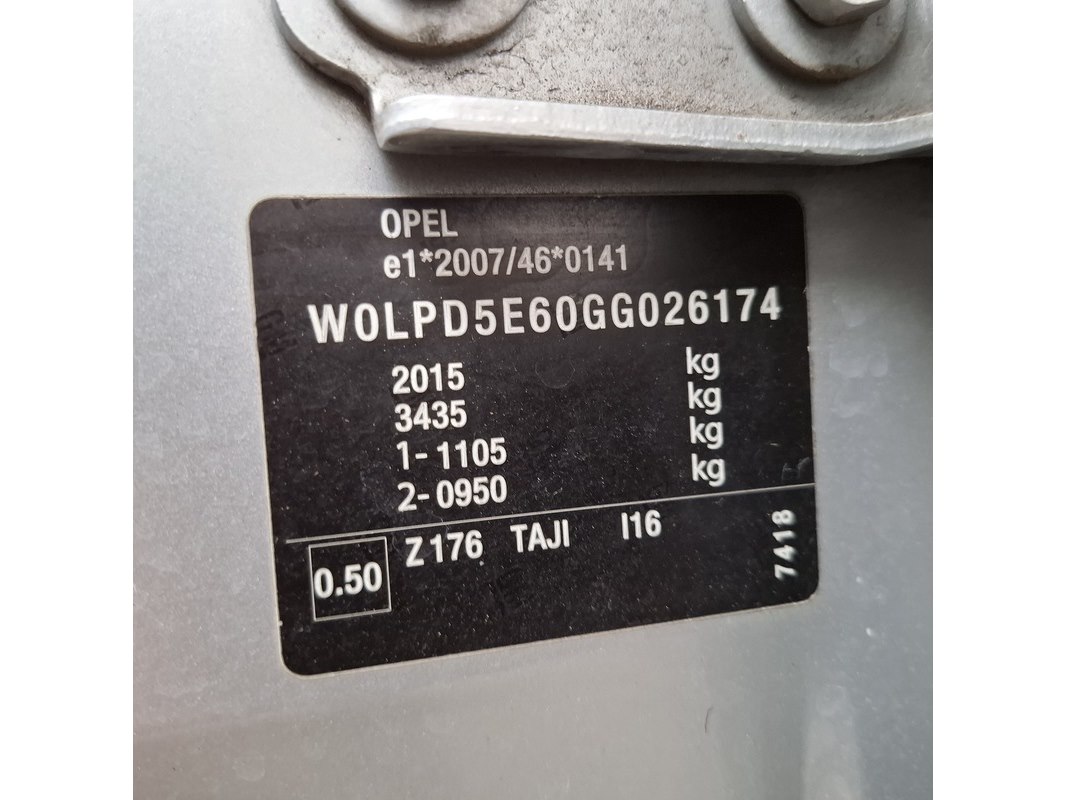 OPEL
e1*2007/46*0141
W0LPD5E60GG026174
2015 kg
3435 kg
1-1105 kg
2-0950 kg
0.50 Z176 TAJI I16
7418